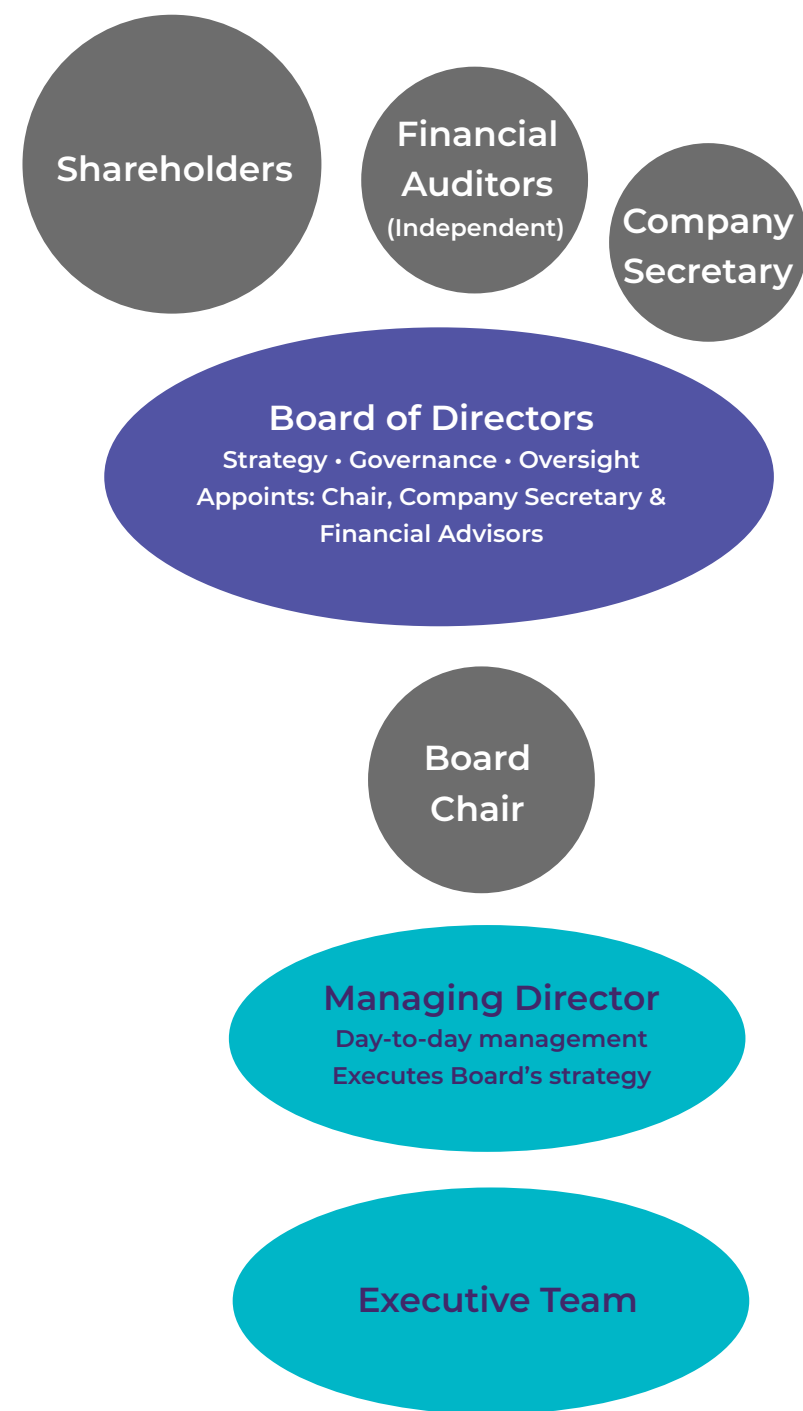 Shareholders
Financial
Auditors
(Independent)
Company
Secretary
Board of Directors
Strategy • Governance • Oversight
Appoints: Chair, Company Secretary &
Financial Advisors
Board
Chair
Managing Director
Day-to-day management
Executes Board’s strategy
Executive Team